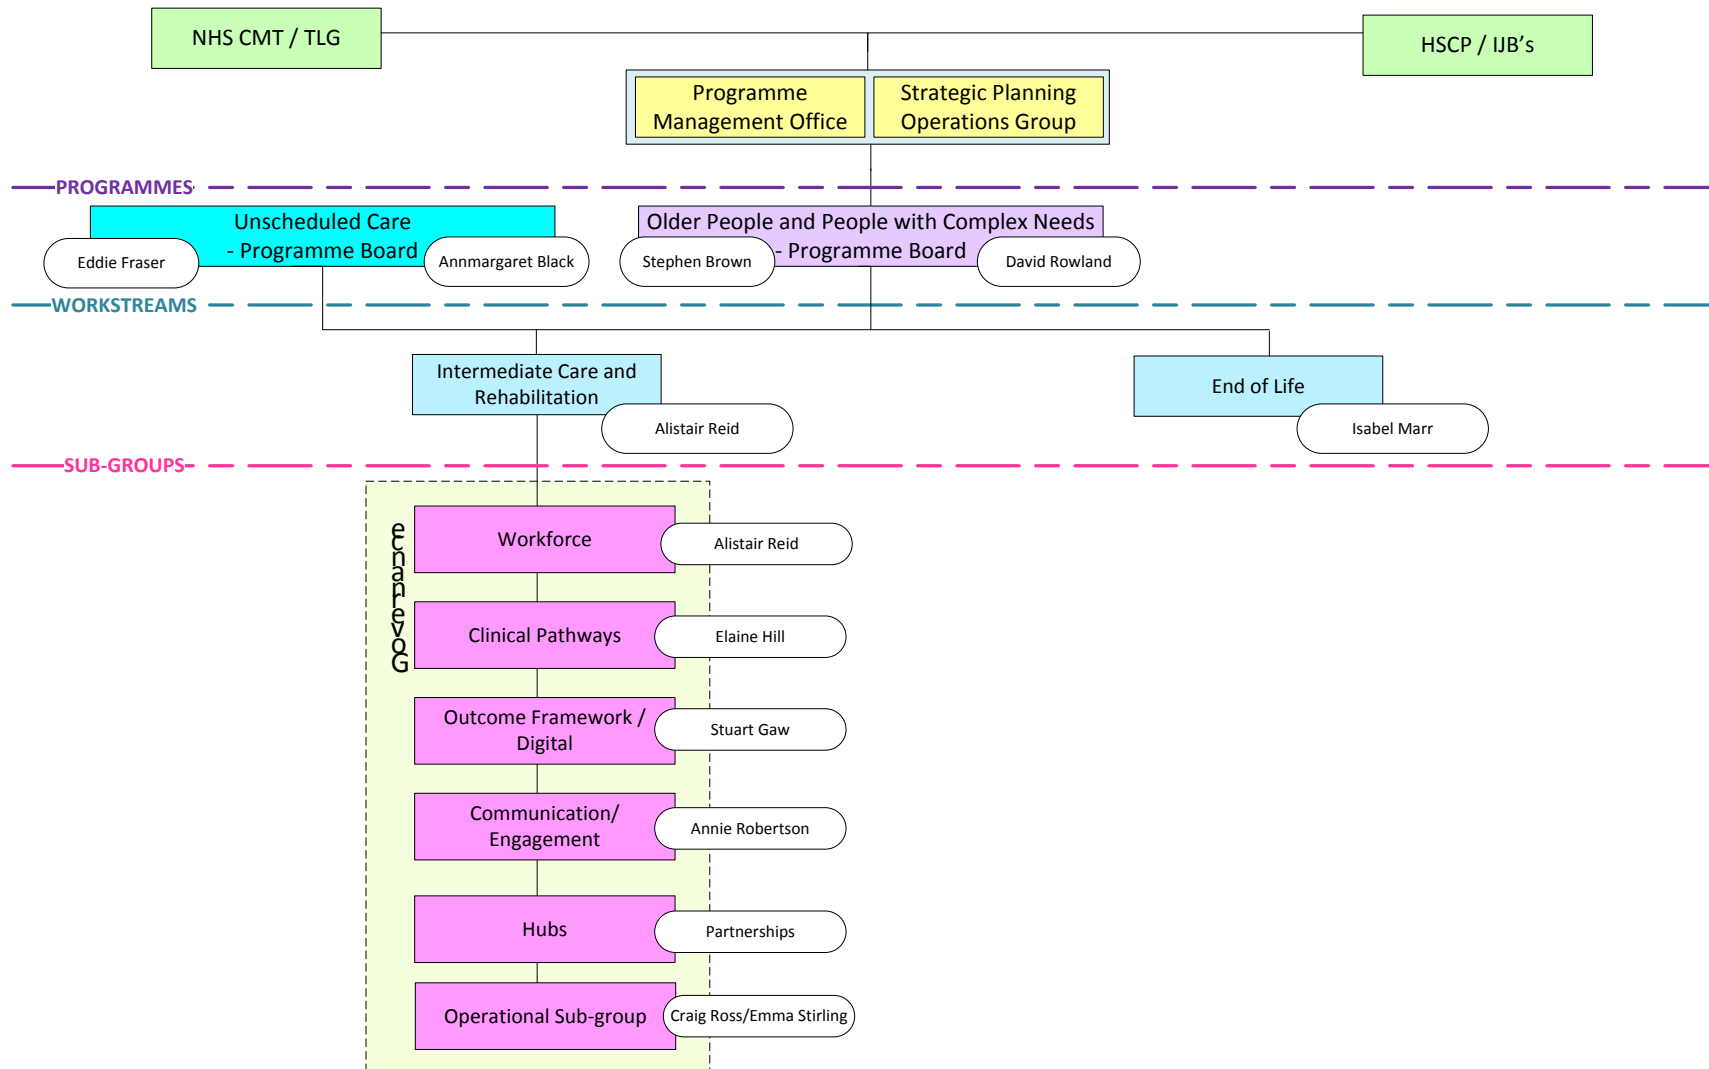 NHS CMT / TLG
HSCP / IJB's
Programme
Management Office
Strategic Planning
Operations Group
PROGRAMMES
Unscheduled Care
- Programme Board
Eddie Fraser
Annmargaret Black
Older People and People with Complex Needs
- Programme Board
Stephen Brown
David Rowland
WORKSTREAMS
Intermediate Care and
Rehabilitation
Alistair Reid
End of Life
Isabel Marr
SUB-GROUPS
Governance
Workforce
Alistair Reid
Clinical Pathways
Elaine Hill
Outcome Framework /
Digital
Stuart Gaw
Communication/
Engagement
Annie Robertson
Hubs
Partnerships
Operational Sub-group
Craig Ross/Emma Stirling